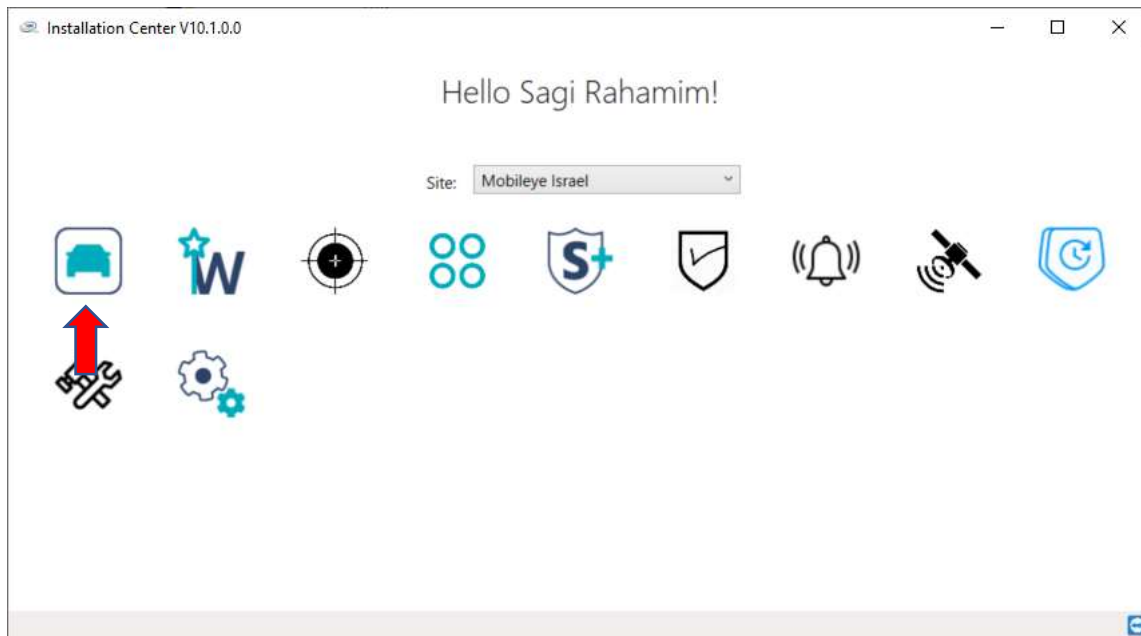 Installation Center V10.1.0.0
Hello Sagi Rahamim!
Site: Mobileye Israel
W
S+